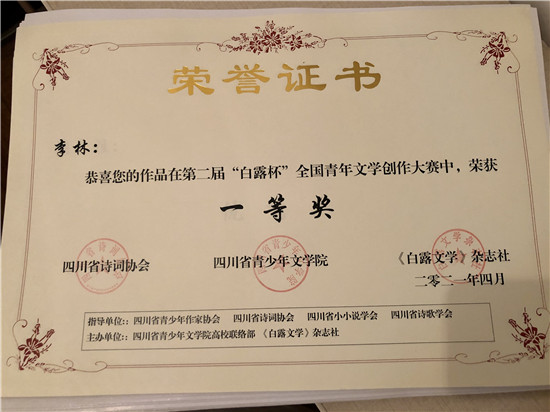 荣誉证书
李林：
恭喜您的作品在第二届“白露杯”全国青年文学创作大赛中，荣获
一等奖
四川省诗词协会 四川省青少年文学院 《白露文学》杂志社
二零二一年四月
指导单位：：四川省青少年作家协会 四川省诗词协会 四川省小小说学会 四川省诗歌学会
主办单位：：四川省青少年文学院高校联络部 《白露文学》杂志社